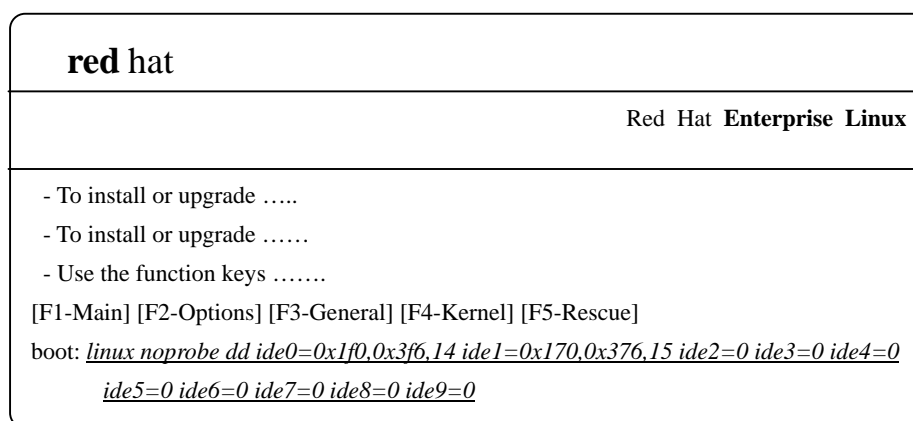 red hat
Red Hat Enterprise Linux
- To install or upgrade …..
- To install or upgrade ……
- Use the function keys …….
[F1-Main] [F2-Options] [F3-General] [F4-Kernel] [F5-Rescue]
boot: linux noprobe dd ide0=0x1f0,0x3f6,14 ide1=0x170,0x376,15 ide2=0 ide3=0 ide4=0
ide5=0 ide6=0 ide7=0 ide8=0 ide9=0